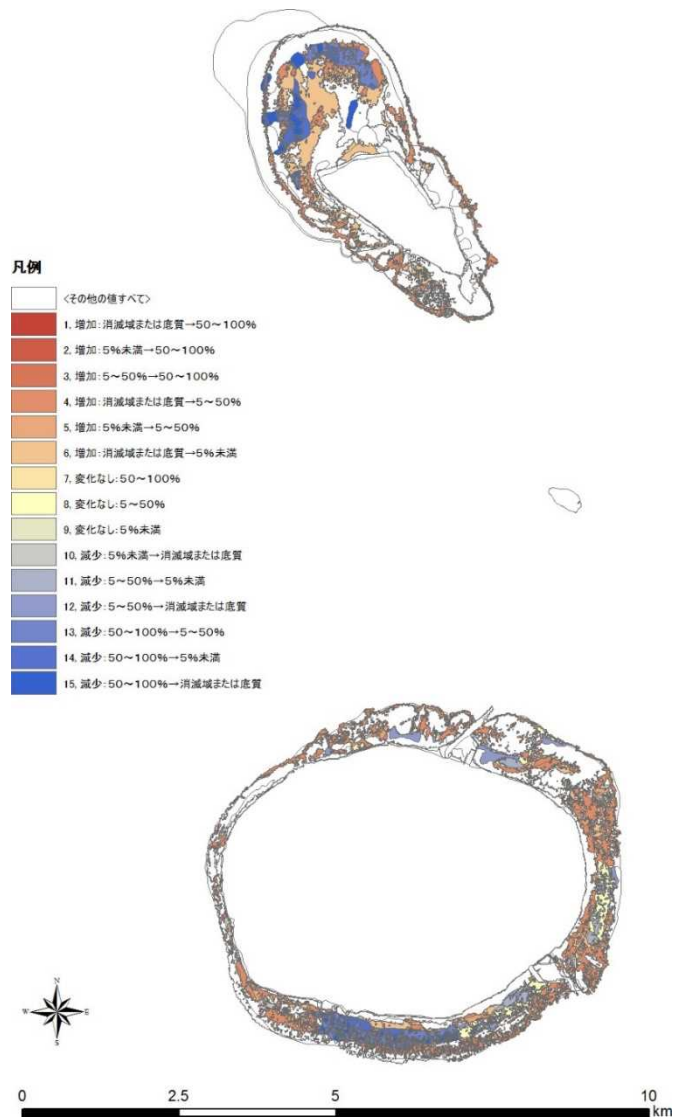 凡例
<その他の値すべて>
1, 増加:消滅域または底質→50～100%
2, 増加:5%未満→50～100%
3, 増加:5～50%→50～100%
4, 増加:消滅域または底質→5～50%
5, 増加:5%未満→5～50%
6, 増加:消滅域または底質→5%未満
7, 変化なし:50～100%
8, 変化なし:5～50%
9, 変化なし:5%未満
10, 減少:5%未満→消滅域または底質
11, 減少:5～50%→5%未満
12, 減少:5～50%→消滅域または底質
13, 減少:50～100%→5～50%
14, 減少:50～100%→5%未満
15, 減少:50～100%→消滅域または底質
N
W E
S
0 2.5 5 10
km